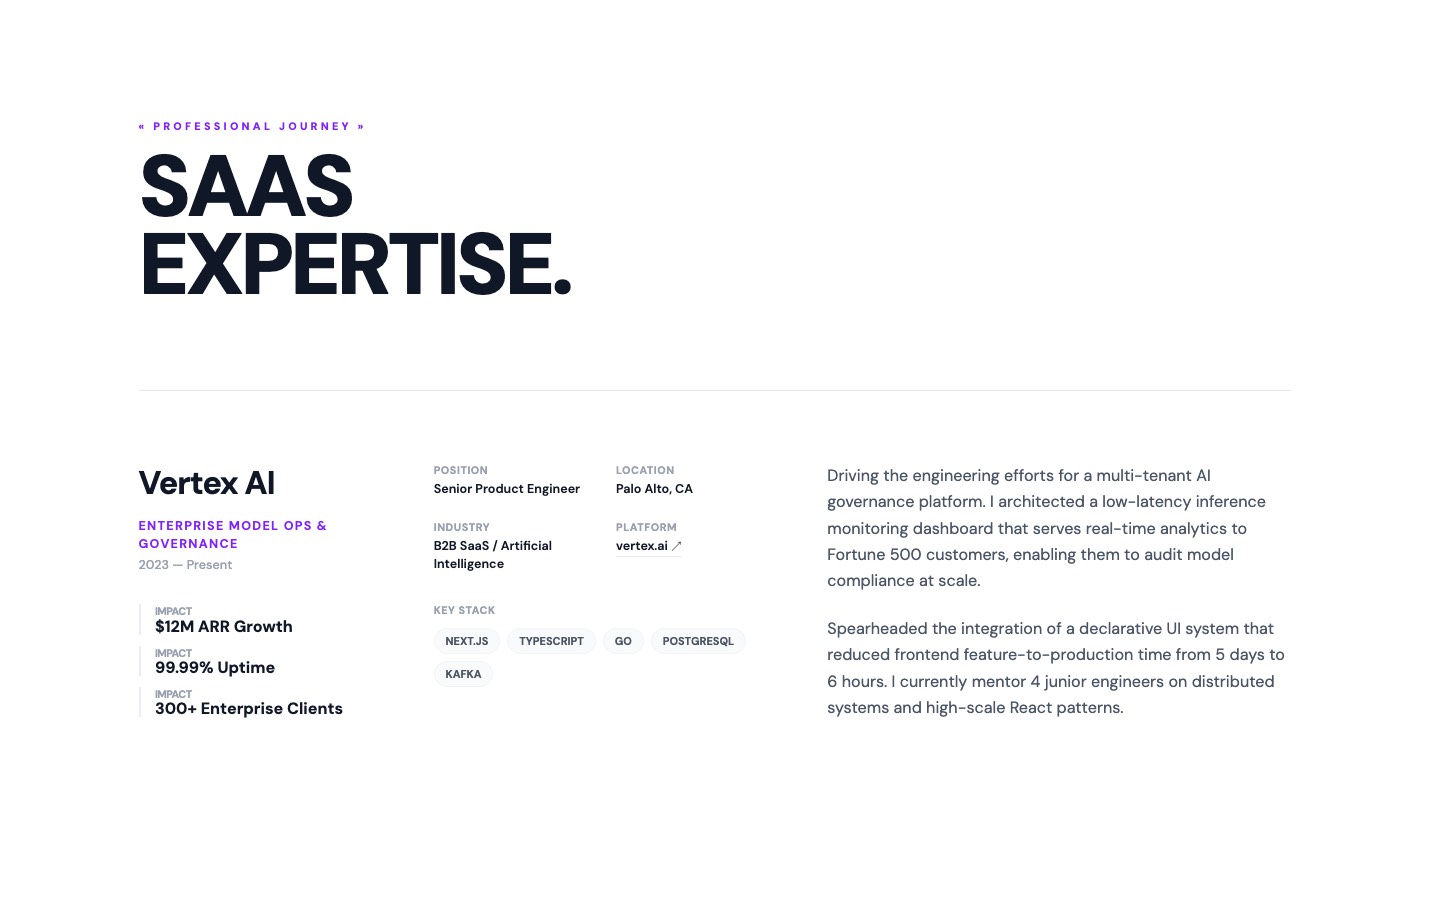 « PROFESSIONAL JOURNEY »
SAAS
EXPERTISE.
Vertex AI
ENTERPRISE MODEL OPS &
GOVERNANCE
2023 — Present
IMPACT
$12M ARR Growth
IMPACT
99.99% Uptime
IMPACT
300+ Enterprise Clients
POSITION
Senior Product Engineer
LOCATION
Palo Alto, CA
INDUSTRY
B2B SaaS / Artificial
Intelligence
PLATFORM
vertex.ai ↗
KEY STACK
NEXT.JS TYPESCRIPT GO POSTGRESQL
KAFKA
Driving the engineering efforts for a multi-tenant AI
governance platform. I architected a low-latency inference
monitoring dashboard that serves real-time analytics to
Fortune 500 customers, enabling them to audit model
compliance at scale.
Spearheaded the integration of a declarative UI system that
reduced frontend feature-to-production time from 5 days to
6 hours. I currently mentor 4 junior engineers on distributed
systems and high-scale React patterns.